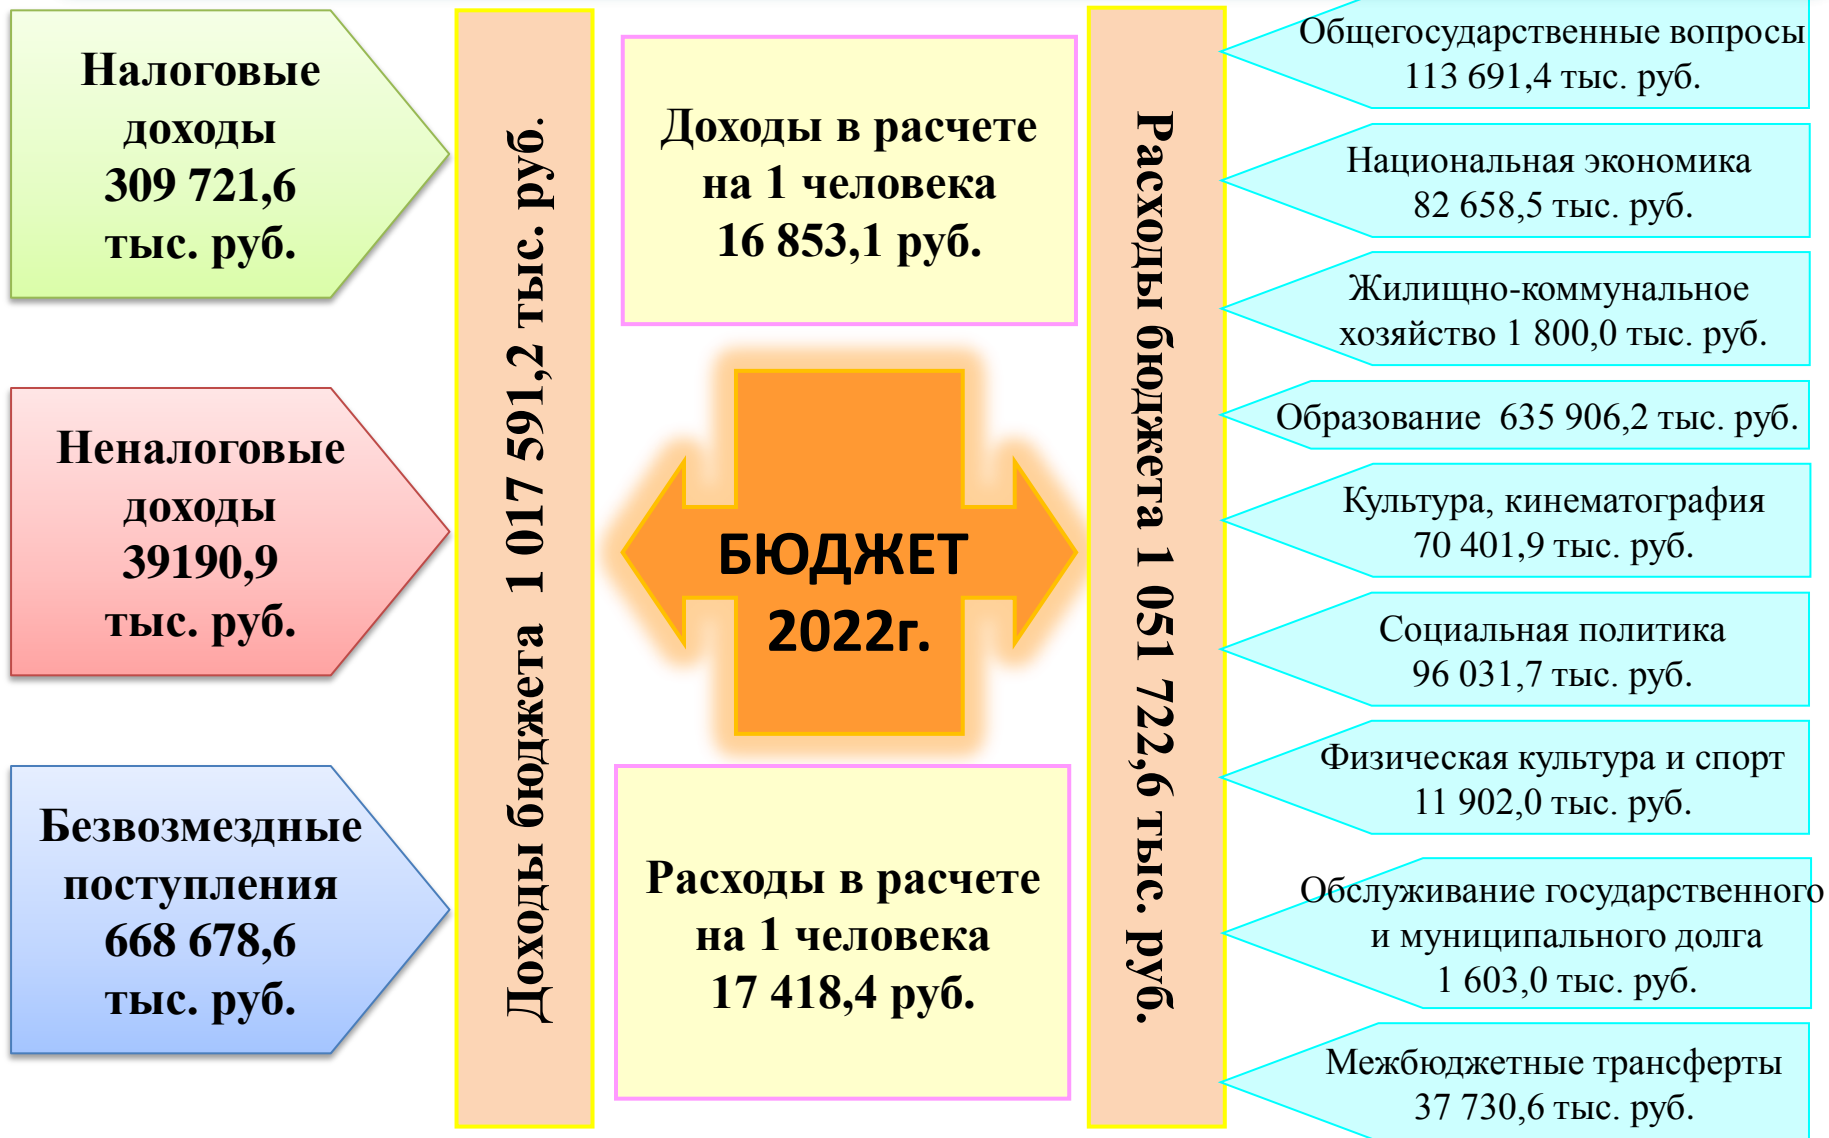 Налоговые
доходы
309 721,6
тыс. руб.
Неналоговые
доходы
39190,9
тыс. руб.
Безвозмездные
поступления
668 678,6
тыс. руб.
Доходы бюджета 1 017 591,2 тыс. руб.
Доходы в расчете
на 1 человека
16 853,1 руб.
БЮДЖЕТ
2022г.
Расходы в расчете
на 1 человека
17 418,4 руб.
Расходы бюджета 1 051 722,6 тыс. руб.
Общегосударственные вопросы
113 691,4 тыс. руб.
Национальная экономика
82 658,5 тыс. руб.
Жилищно-коммунальное
хозяйство 1 800,0 тыс. руб.
Образование 635 906,2 тыс. руб.
Культура, кинематография
70 401,9 тыс. руб.
Социальная политика
96 031,7 тыс. руб.
Физическая культура и спорт
11 902,0 тыс. руб.
Обслуживание государственного
и муниципального долга
1 603,0 тыс. руб.
Межбюджетные трансферты
37 730,6 тыс. руб.